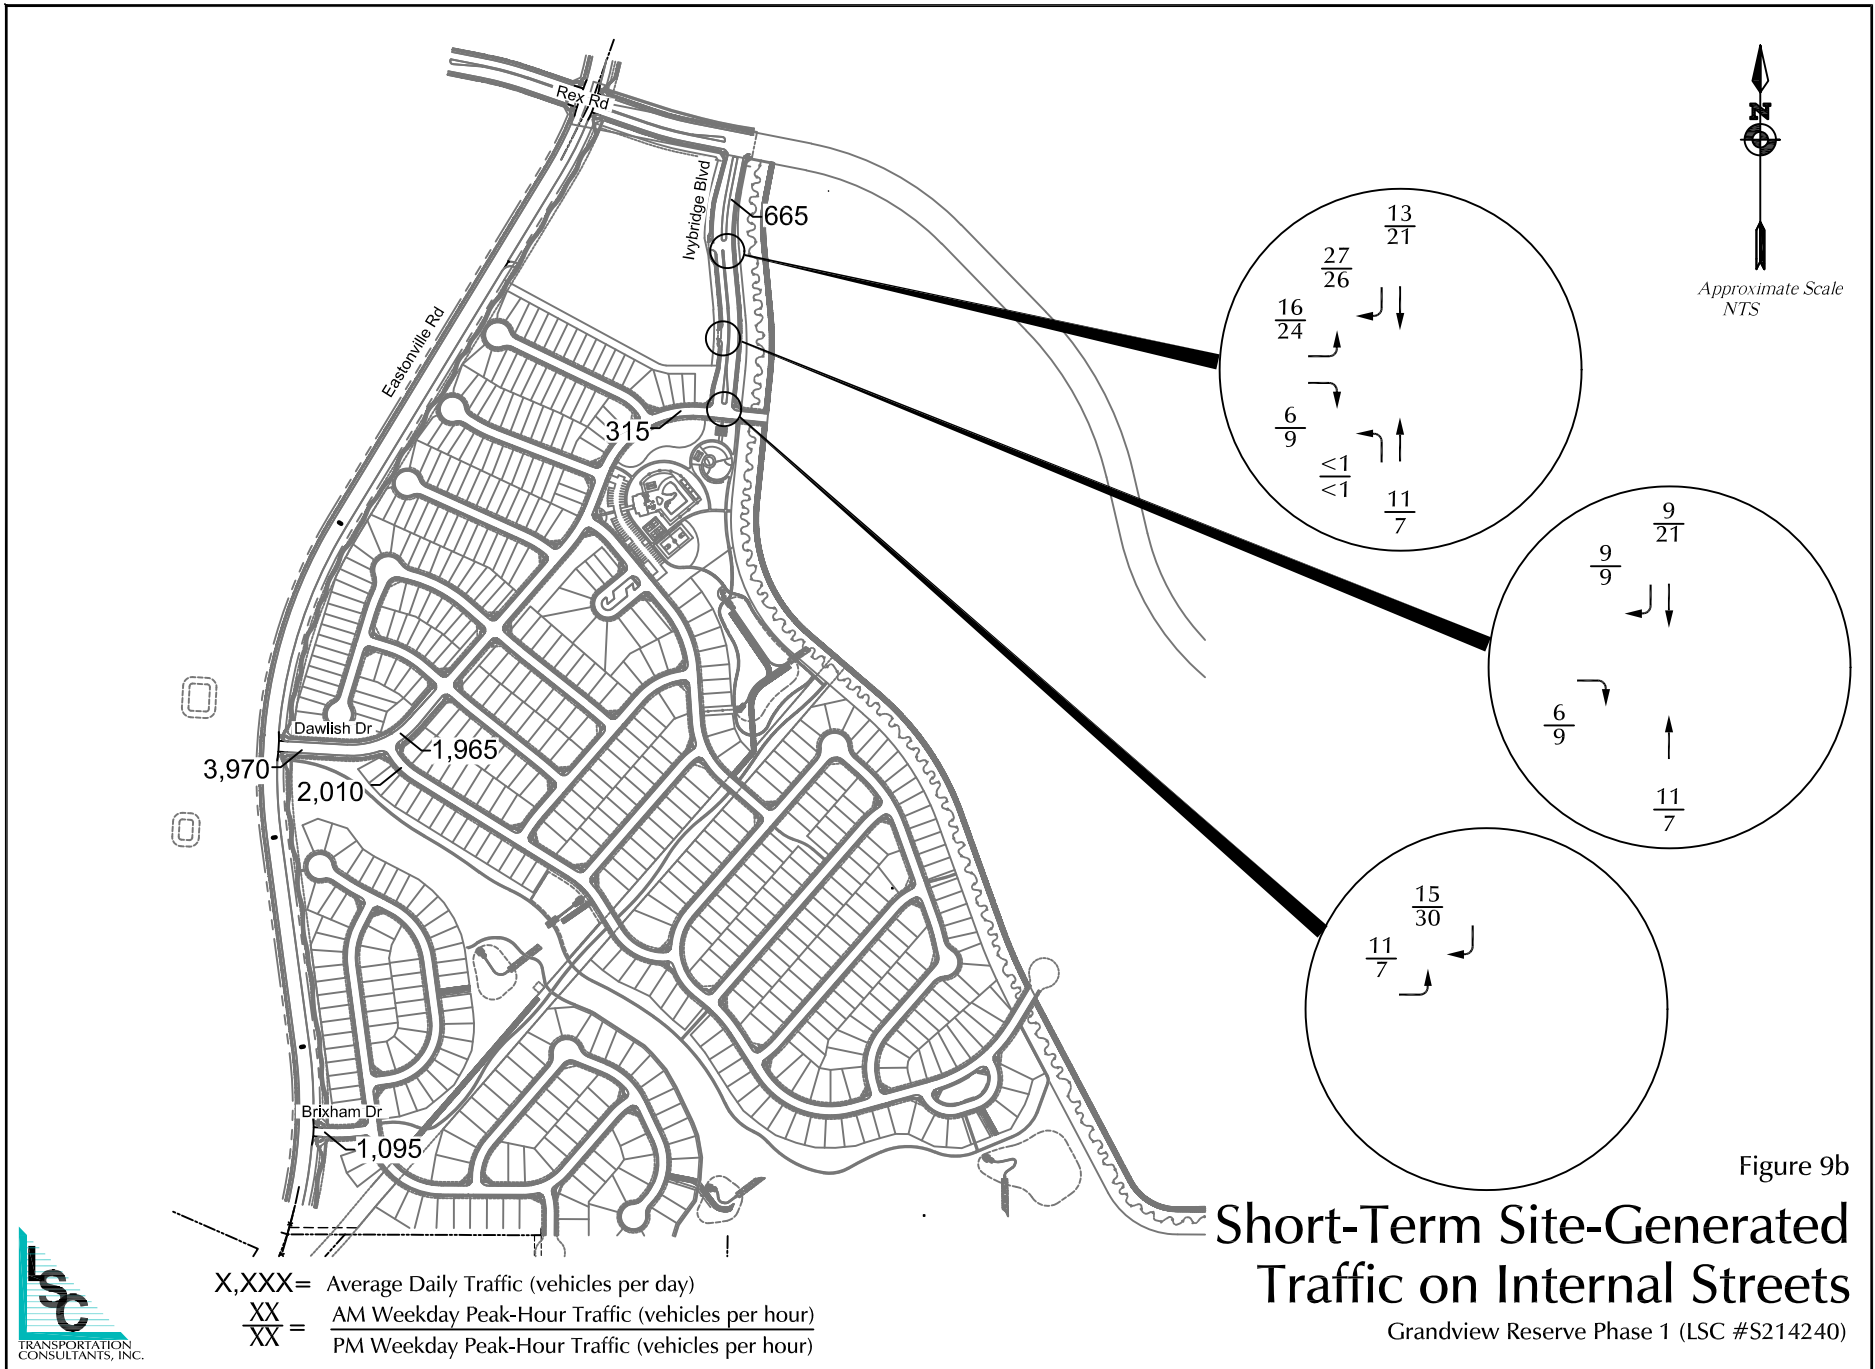 Rex Rd
Ivybridge Blvd
665
Eastonville Rd
315
Dawlish Dr
3,970
1,965
2,010
Brixham Dr
1,095
N
Approximate Scale
NTS
13
21
27
26
16
24
6
9
<1
<1
11
7
9
21
9
9
6
9
11
7
15
30
11
7
Figure 9b
Short-Term Site-Generated
Traffic on Internal Streets
Grandview Reserve Phase 1 (LSC #S214240)
X,XXX= Average Daily Traffic (vehicles per day)
XX AM Weekday Peak-Hour Traffic (vehicles per hour)
=
XX PM Weekday Peak-Hour Traffic (vehicles per hour)
LSC
TRANSPORTATION
CONSULTANTS, INC.